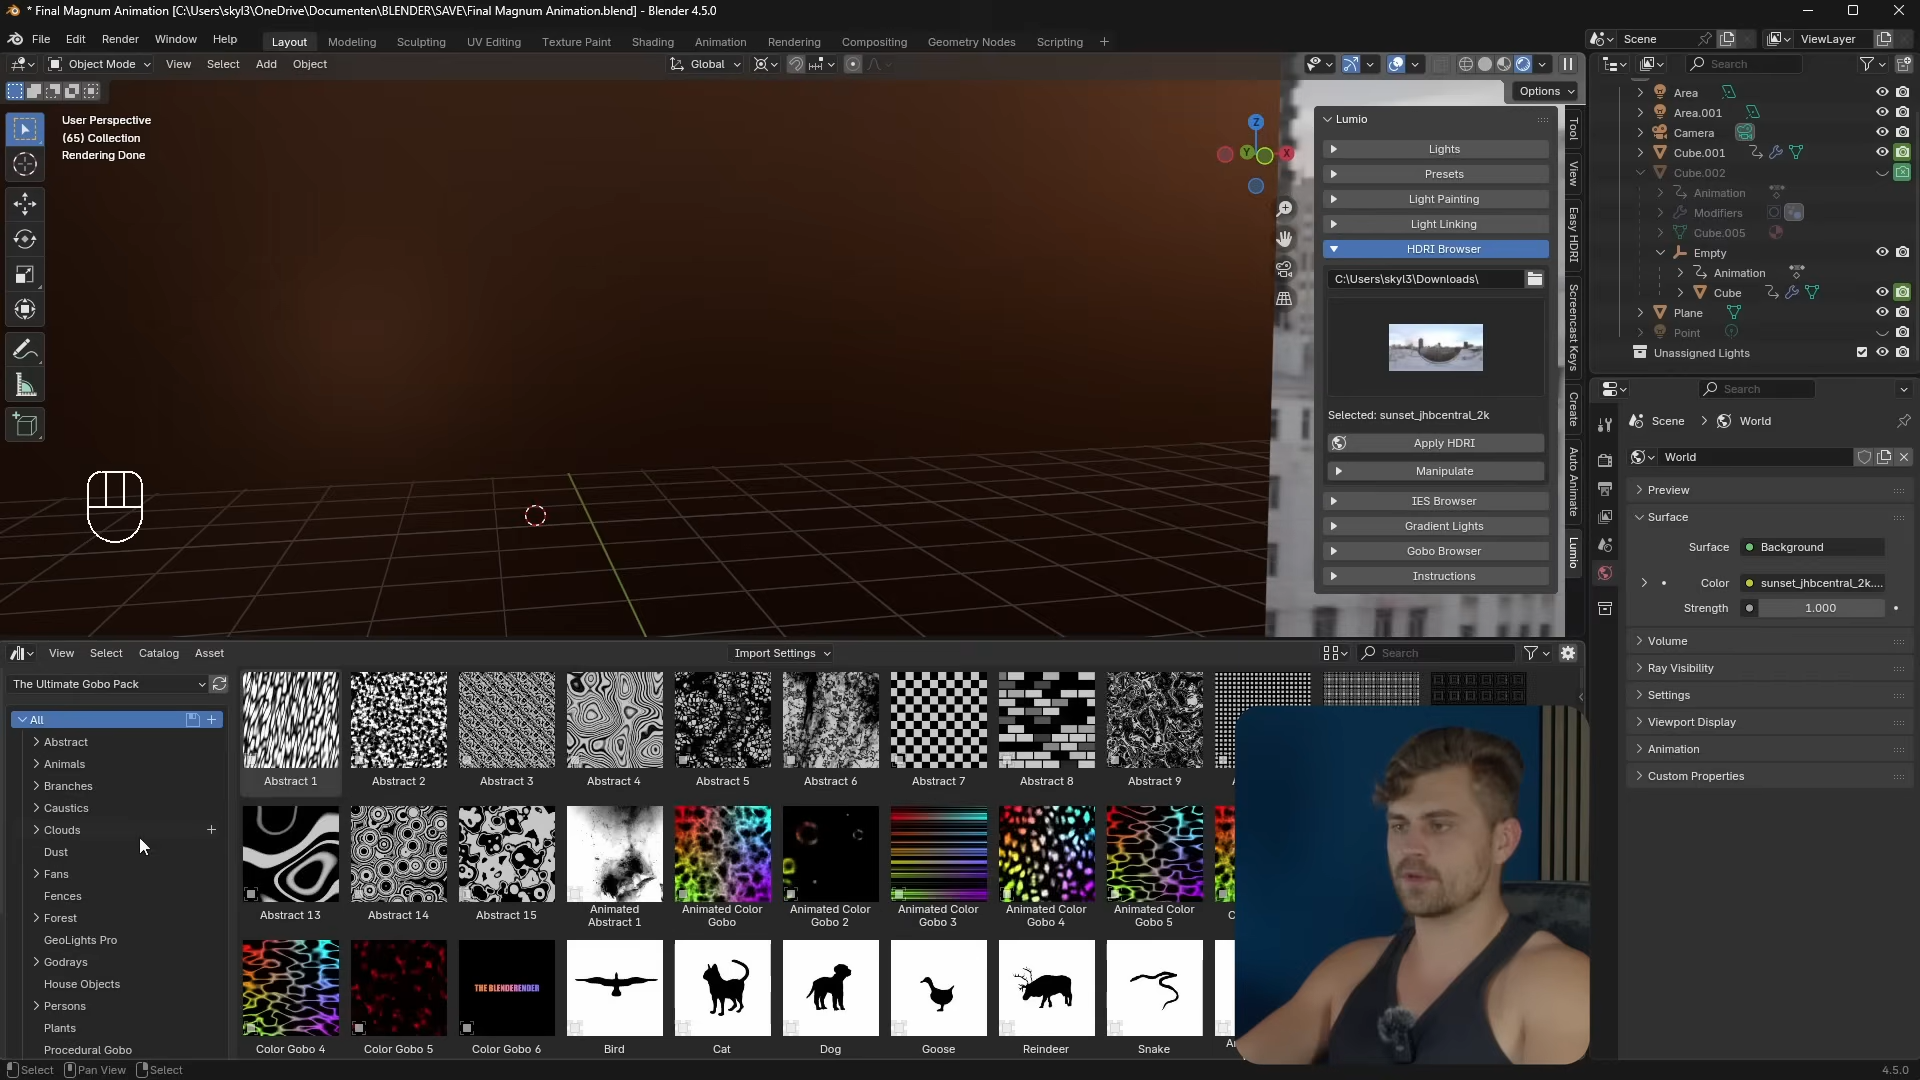 * Final Magnum Animation [C:\Users\skyl3\OneDrive\Documenten\BLENDER\SAVE\Final Magnum Animation.blend] - Blender 4.5.0
File Edit Render Window Help
Layout Modeling Sculpting UV Editing Texture Paint Shading Animation Rendering Compositing Geometry Nodes Scripting +
Scene
ViewLayer
Object Mode View Select Add Object
Global
Search
Options
User Perspective
(65) Collection
Rendering Done
Z
Y
X
Lumio
Lights
Presets
Light Painting
Light Linking
HDRI Browser
C:\Users\skyl3\Downloads\
Selected: sunset_jhbcentral_2k
Apply HDRI
Manipulate
IES Browser
Gradient Lights
Gobo Browser
Instructions
Tool
View
Easy HDRI
Screencast Keys
Create
Auto Animate
Lumio
Area
Area.001
Camera
Cube.001
Cube.002
Animation
Modifiers
Cube.005
Empty
Animation
Cube
Plane
Point
Unassigned Lights
Search
Scene > World
World
Preview
Surface
Surface Background
Color sunset_jhbcentral_2k....
Strength 1.000
Volume
Ray Visibility
Settings
Viewport Display
Animation
Custom Properties
View Select Catalog Asset
Import Settings
Search
The Ultimate Gobo Pack
All
Abstract
Animals
Branches
Caustics
Clouds
Dust
Fans
Fences
Forest
GeoLights Pro
Godrays
House Objects
Persons
Plants
Procedural Gobo
Abstract 1 Abstract 2 Abstract 3 Abstract 4 Abstract 5 Abstract 6 Abstract 7 Abstract 8 Abstract 9
Abstract 13 Abstract 14 Abstract 15 Animated Abstract 1 Animated Color Gobo Animated Color Gobo 2 Animated Color Gobo 3 Animated Color Gobo 4 Animated Color Gobo 5
THE BLENDERENDER
Color Gobo 4 Color Gobo 5 Color Gobo 6 Bird Cat Dog Goose Reindeer Snake
Select Pan View Select
4.5.0